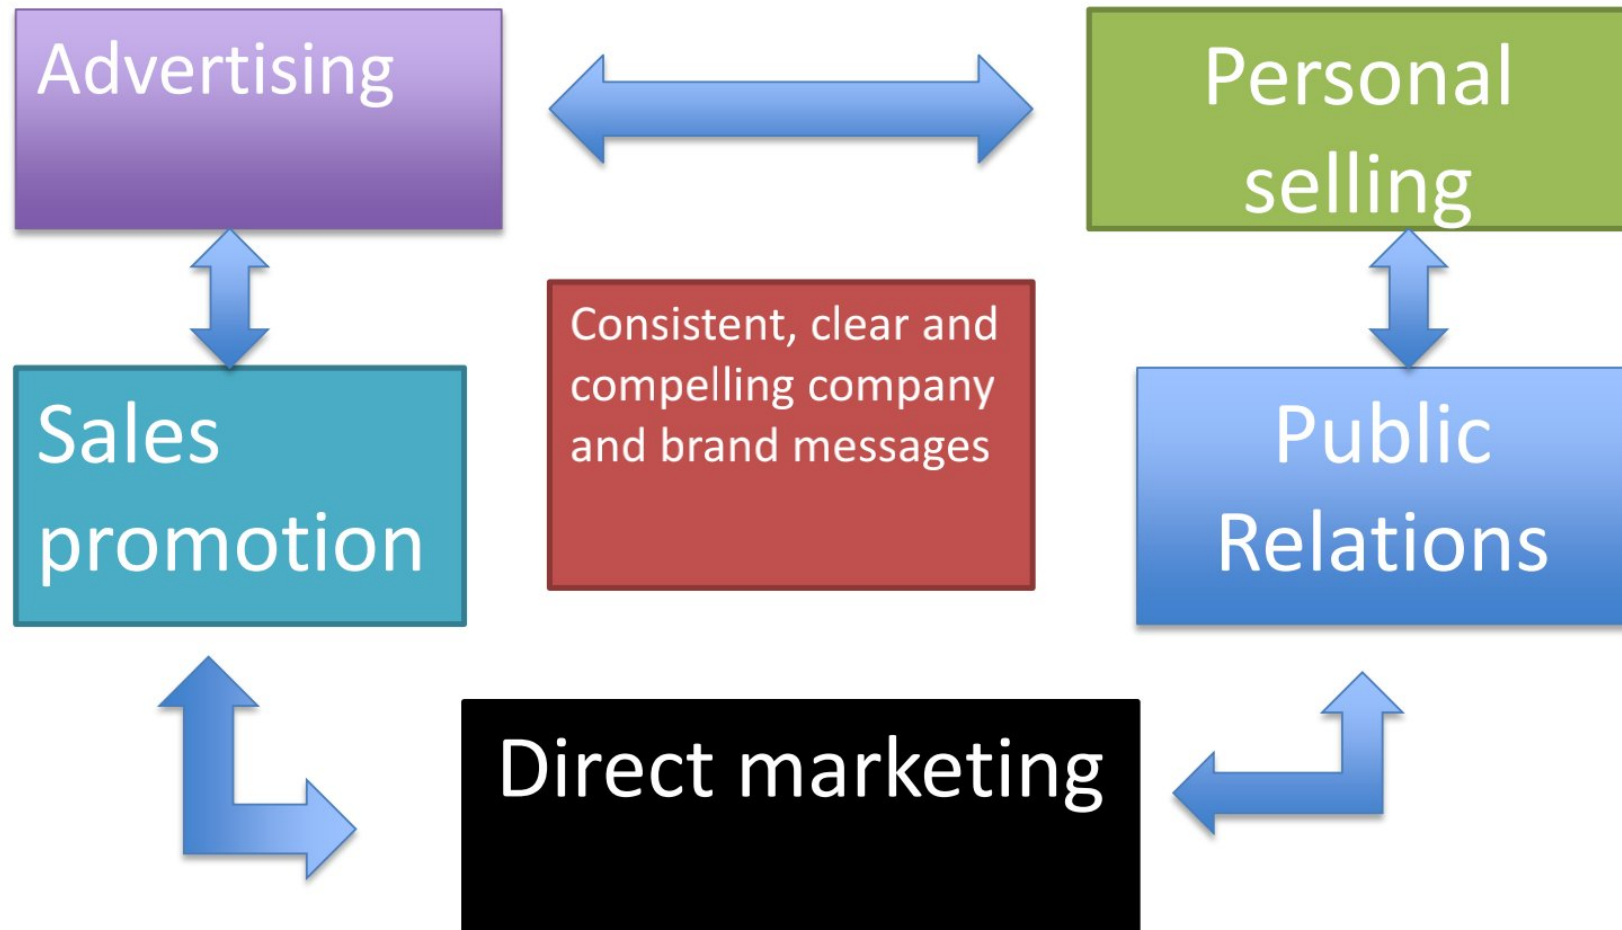 Advertising
Personal
selling
Consistent, clear and
compelling company
and brand messages
Sales
promotion
Public
Relations
Direct marketing